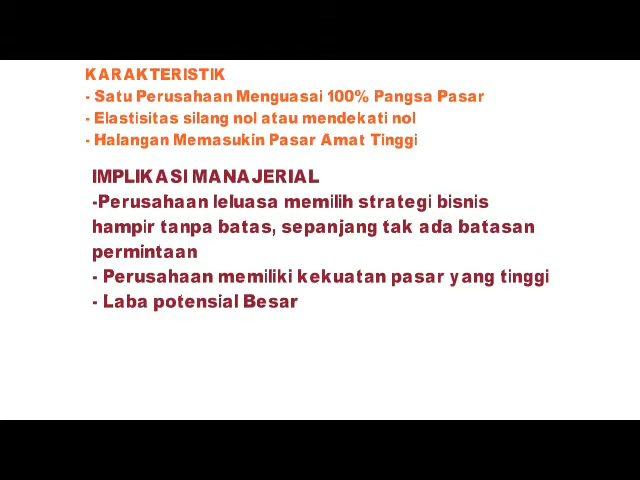 KARAKTERISTIK
- Satu Perusahaan Menguasai 100% Pangsa Pasar
- Elastisitas silang nol atau mendekati nol
- Halangan Memasukin Pasar Amat Tinggi
IMPLIKASI MANAJERIAL
-Perusahaan leluasa memilih strategi bisnis
hampir tanpa batas, sepanjang tak ada batasan
permintaan
- Perusahaan memiliki kekuatan pasar yang tinggi
- Laba potensial Besar